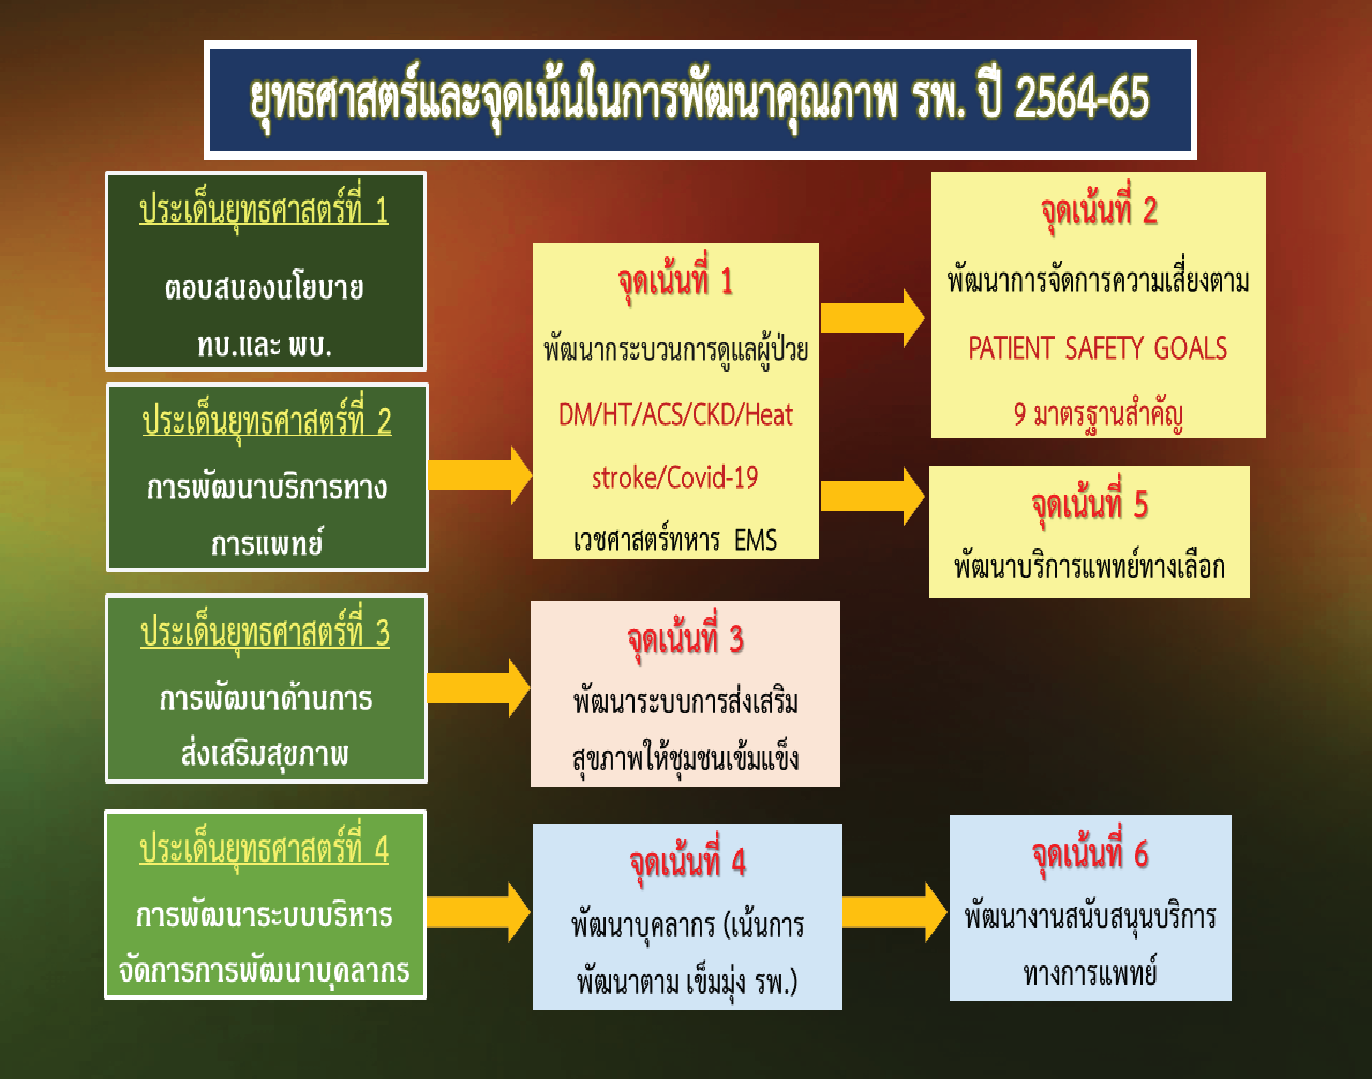 ยุทธศาสตร์และจุดเน้นในการพัฒนาคุณภาพ รพ. ปี 2564-65
ประเด็นยุทธศาสตร์ที่ 1
ตอบสนองนโยบาย
ทบ.และ พบ.
ประเด็นยุทธศาสตร์ที่ 2
การพัฒนาบริการทาง
การแพทย์
ประเด็นยุทธศาสตร์ที่ 3
การพัฒนาด้านการ
ส่งเสริมสุขภาพ
ประเด็นยุทธศาสตร์ที่ 4
การพัฒนาระบบบริหาร
จัดการการพัฒนาบุคลากร
จุดเน้นที่ 1
พัฒนากระบวนการดูแลผู้ป่วย
DM/HT/ACS/CKD/Heat
stroke/Covid-19
เวชศาสตร์ทหาร EMS
จุดเน้นที่ 2
พัฒนาการจัดการความเสี่ยงตาม
PATIENT SAFETY GOALS
9 มาตรฐานสำคัญ
จุดเน้นที่ 5
พัฒนาบริการแพทย์ทางเลือก
จุดเน้นที่ 3
พัฒนาระบบการส่งเสริม
สุขภาพให้ชุมชนเข้มแข็ง
จุดเน้นที่ 4
พัฒนาบุคลากร (เน้นการ
พัฒนาตาม เข็มมุ่ง รพ.)
จุดเน้นที่ 6
พัฒนางานสนับสนุนบริการ
ทางการแพทย์